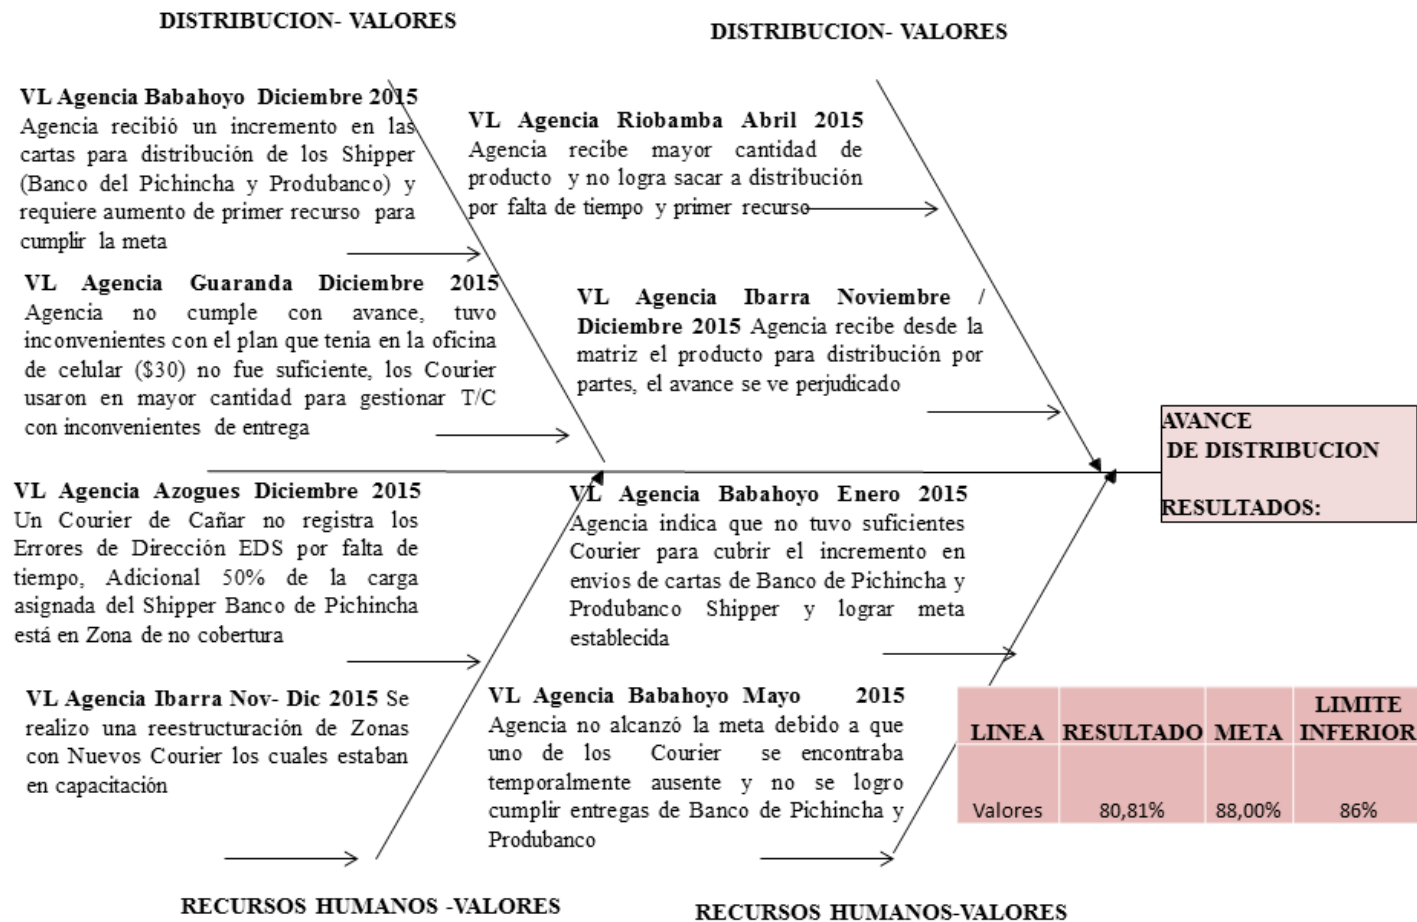 DISTRIBUCION- VALORES
DISTRIBUCION- VALORES
VL Agencia Babahoyo Diciembre 2015
Agencia recibió un incremento en las
cartas para distribución de los Shipper
(Banco del Pichincha y Produbanco) y
requiere aumento de primer recurso para
cumplir la meta
VL Agencia Riobamba Abril 2015
Agencia recibe mayor cantidad de
producto y no logra sacar a distribución
por falta de tiempo y primer recurso
VL Agencia Guaranda Diciembre 2015
Agencia no cumple con avance, tuvo
inconvenientes con el plan que tenia en la oficina
de celular ($30) no fue suficiente, los Courier
usaron en mayor cantidad para gestionar T/C
con inconvenientes de entrega
VL Agencia Ibarra Noviembre /
Diciembre 2015 Agencia recibe desde la
matriz el producto para distribución por
partes, el avance se ve perjudicado
AVANCE
DE DISTRIBUCION
RESULTADOS:
VL Agencia Azogues Diciembre 2015
Un Courier de Cañar no registra los
Errores de Dirección EDS por falta de
tiempo, Adicional 50% de la carga
asignada del Shipper Banco de Pichincha
está en Zona de no cobertura
VL Agencia Babahoyo Enero 2015
Agencia indica que no tuvo suficientes
Courier para cubrir el incremento en
envios de cartas de Banco de Pichincha y
Produbanco Shipper y lograr meta
establecida
VL Agencia Ibarra Nov- Dic 2015 Se
realizo una reestructuración de Zonas
con Nuevos Courier los cuales estaban
en capacitación
VL Agencia Babahoyo Mayo 2015
Agencia no alcanzó la meta debido a que
uno de los Courier se encontraba
temporalmente ausente y no se logro
cumplir entregas de Banco de Pichincha y
Produbanco
LINEA RESULTADO META LIMITE INFERIOR
Valores 80,81% 88,00% 86%
RECURSOS HUMANOS -VALORES
RECURSOS HUMANOS-VALORES